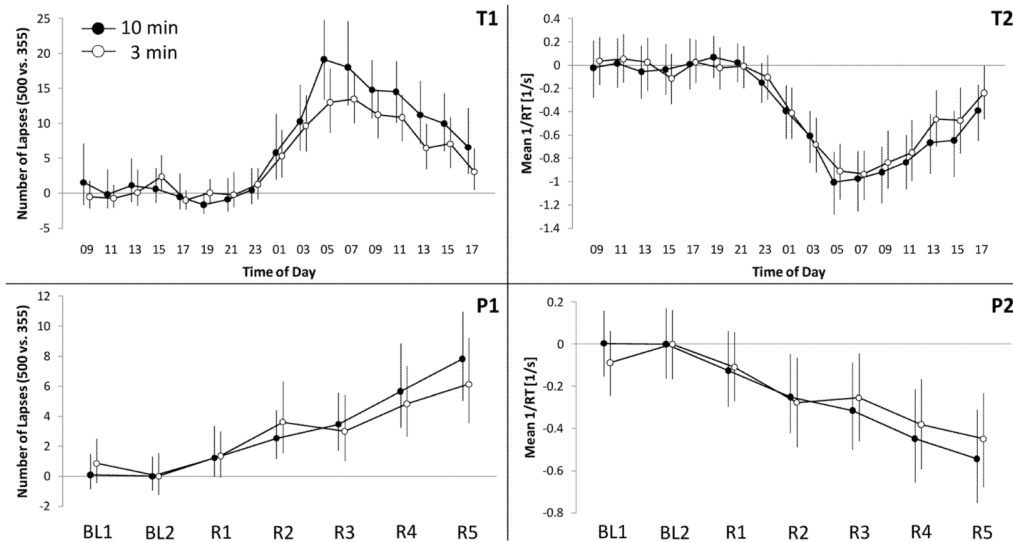 T1
10 min
3 min
Number of Lapses (500 vs. 355)
25
20
15
10
5
0
-5
09 11 13 15 17 19 21 23 01 03 05 07 09 11 13 15 17
Time of Day
T2
Mean 1/RT [1/s]
0.4
0.2
0
-0.2
-0.4
-0.6
-0.8
-1
-1.2
-1.4
09 11 13 15 17 19 21 23 01 03 05 07 09 11 13 15 17
Time of Day
P1
Number of Lapses (500 vs. 355)
12
10
8
6
4
2
0
-2
BL1 BL2 R1 R2 R3 R4 R5
P2
Mean 1/RT [1/s]
0.2
0
-0.2
-0.4
-0.6
-0.8
BL1 BL2 R1 R2 R3 R4 R5